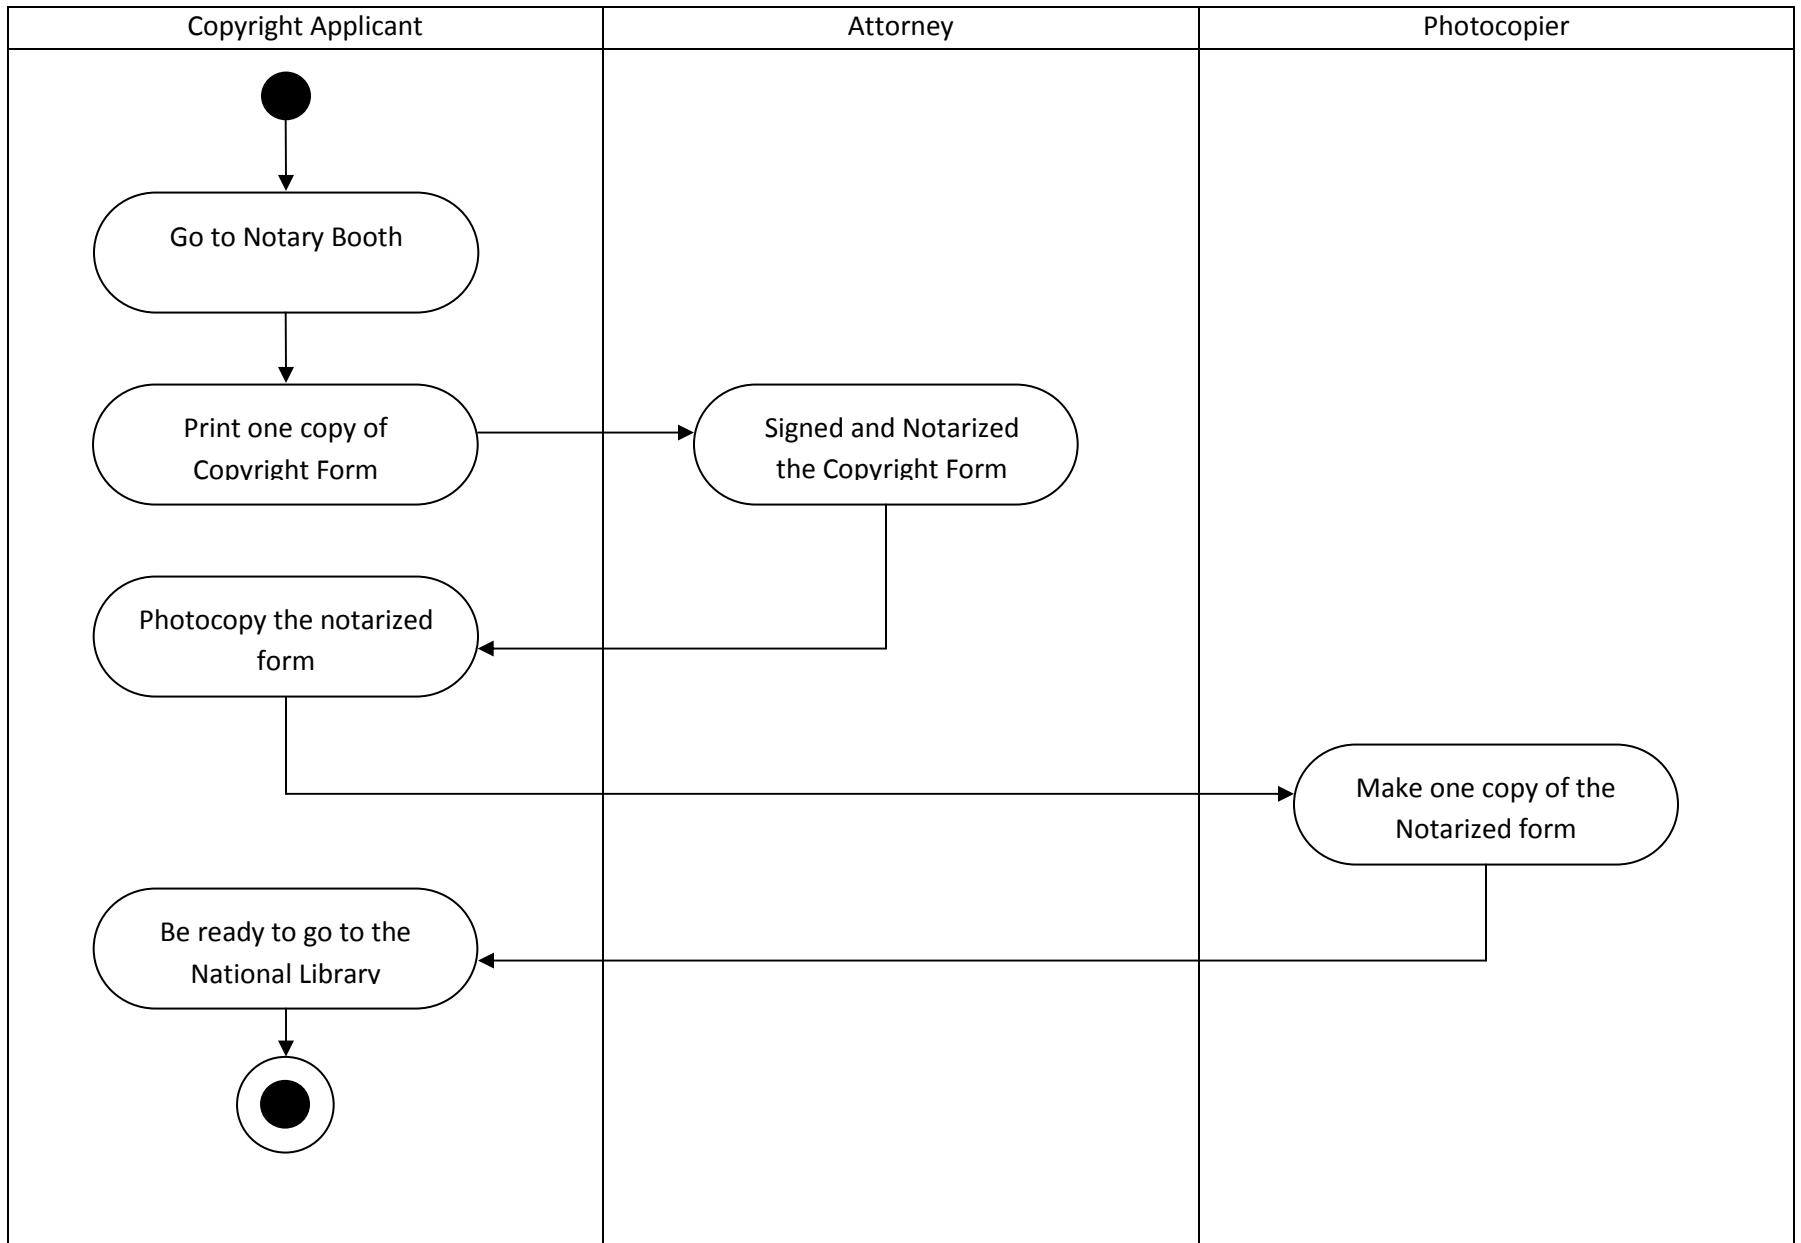 Copyright Applicant
Attorney
Photocopier
Go to Notary Booth
Print one copy of
Copyright Form
Signed and Notarized
the Copyright Form
Photocopy the notarized
form
Make one copy of the
Notarized form
Be ready to go to the
National Library